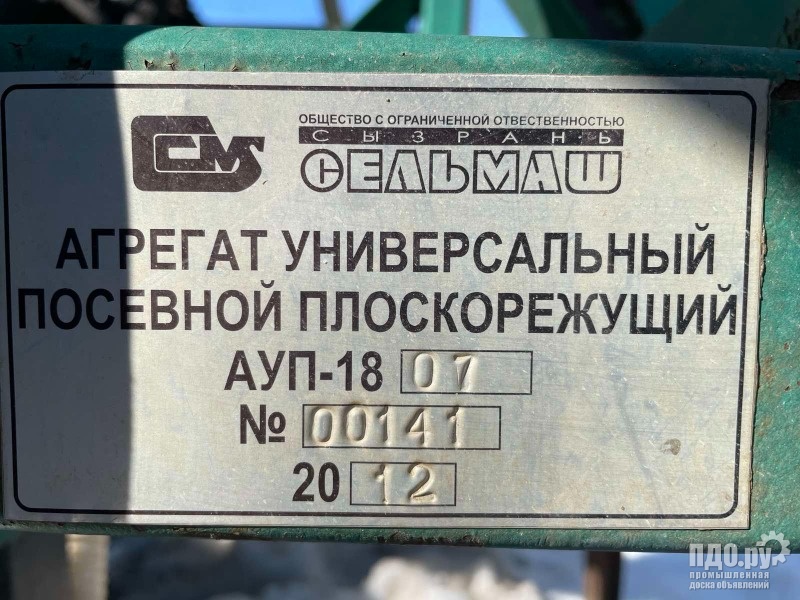 СМS
ОБЩЕСТВО С ОГРАНИЧЕННОЙ ОТВЕСТВЕННОСТЬЮ
СЫЗРАНЬ
СЕЛЬМАШ
АГРЕГАТ УНИВЕРСАЛЬНЫЙ
ПОСЕВНОЙ ПЛОСКОРЕЖУЩИЙ
АУП-18 07
№ 00141
20 12
ПДО.ру
промышленная
доска объявлений